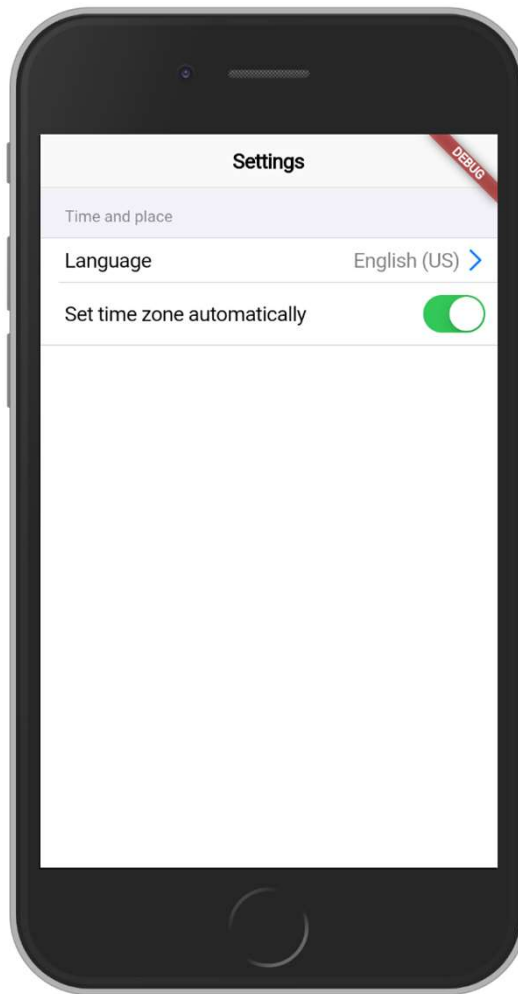 Settings
DEBUG
Time and place
Language English (US)
Set time zone automatically